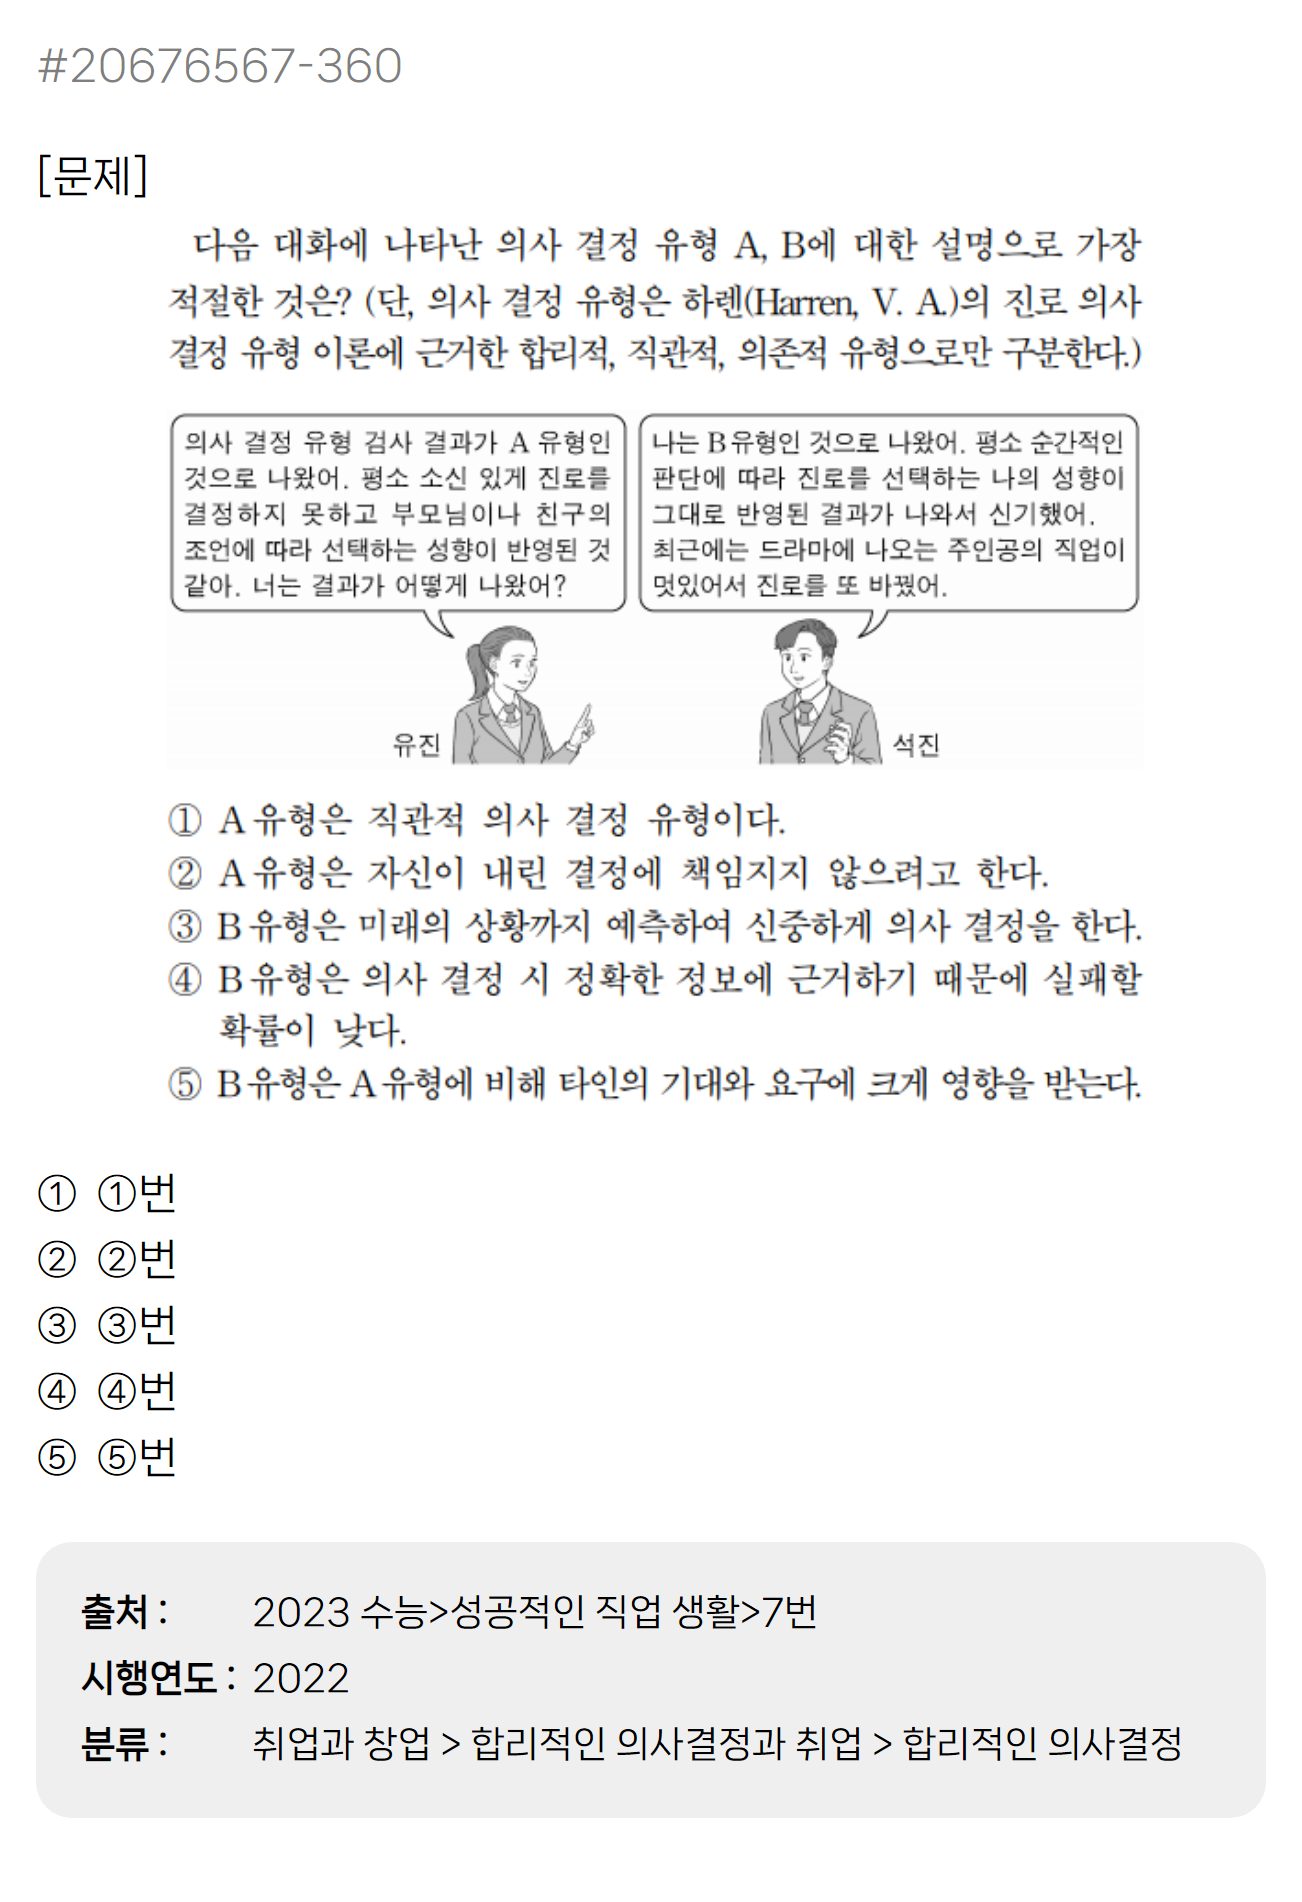 #20676567-360
[문제]
다음 대화에 나타난 의사 결정 유형 A, B에 대한 설명으로 가장
적절한 것은? (단, 의사 결정 유형은 하렌(Harren, V. A.)의 진로 의사
결정 유형 이론에 근거한 합리적, 직관적, 의존적 유형으로만 구분한다.)
의사 결정 유형 검사 결과가 A 유형인
것으로 나왔어. 평소 소신 있게 진로를
결정하지 못하고 부모님이나 친구의
조언에 따라 선택하는 성향이 반영된 것
같아. 너는 결과가 어떻게 나왔어?
나는 B유형인 것으로 나왔어. 평소 순간적인
판단에 따라 진로를 선택하는 나의 성향이
그대로 반영된 결과가 나와서 신기했어.
최근에는 드라마에 나오는 주인공의 직업이
멋있어서 진로를 또 바꿨어.
유진
석진
① A유형은 직관적 의사 결정 유형이다.
② A유형은 자신이 내린 결정에 책임지지 않으려고 한다.
③ B유형은 미래의 상황까지 예측하여 신중하게 의사 결정을 한다.
④ B유형은 의사 결정 시 정확한 정보에 근거하기 때문에 실패할
확률이 낮다.
⑤ B유형은 A유형에 비해 타인의 기대와 요구에 크게 영향을 받는다.
① ①번
② ②번
③ ③번
④ ④번
⑤ ⑤번
출처 : 2023 수능>성공적인 직업 생활>7번
시행연도 : 2022
분류 : 취업과 창업 > 합리적인 의사결정과 취업 > 합리적인 의사결정